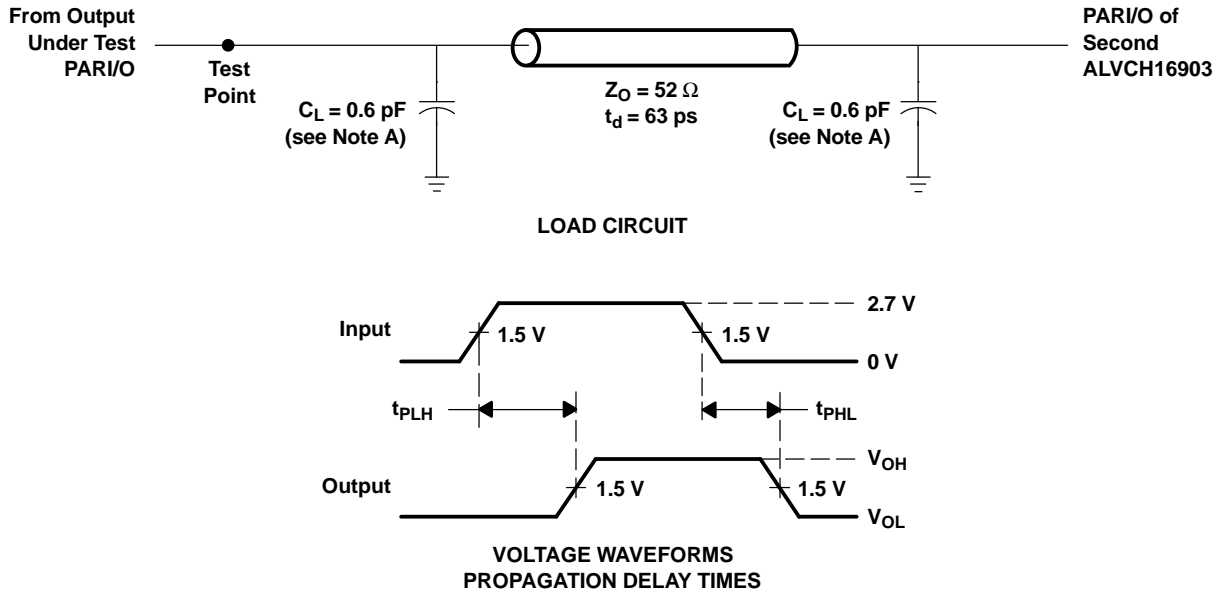 From Output
Under Test
PARI/O
Test
Point
C_L = 0.6 pF
(see Note A)
Z_O = 52 Ω
t_d = 63 ps
C_L = 0.6 pF
(see Note A)
PARI/O of
Second
ALVCH16903
LOAD CIRCUIT
Input
1.5 V
1.5 V
2.7 V
0 V
t_PLH
t_PHL
Output
1.5 V
1.5 V
V_OH
V_OL
VOLTAGE WAVEFORMS
PROPAGATION DELAY TIMES